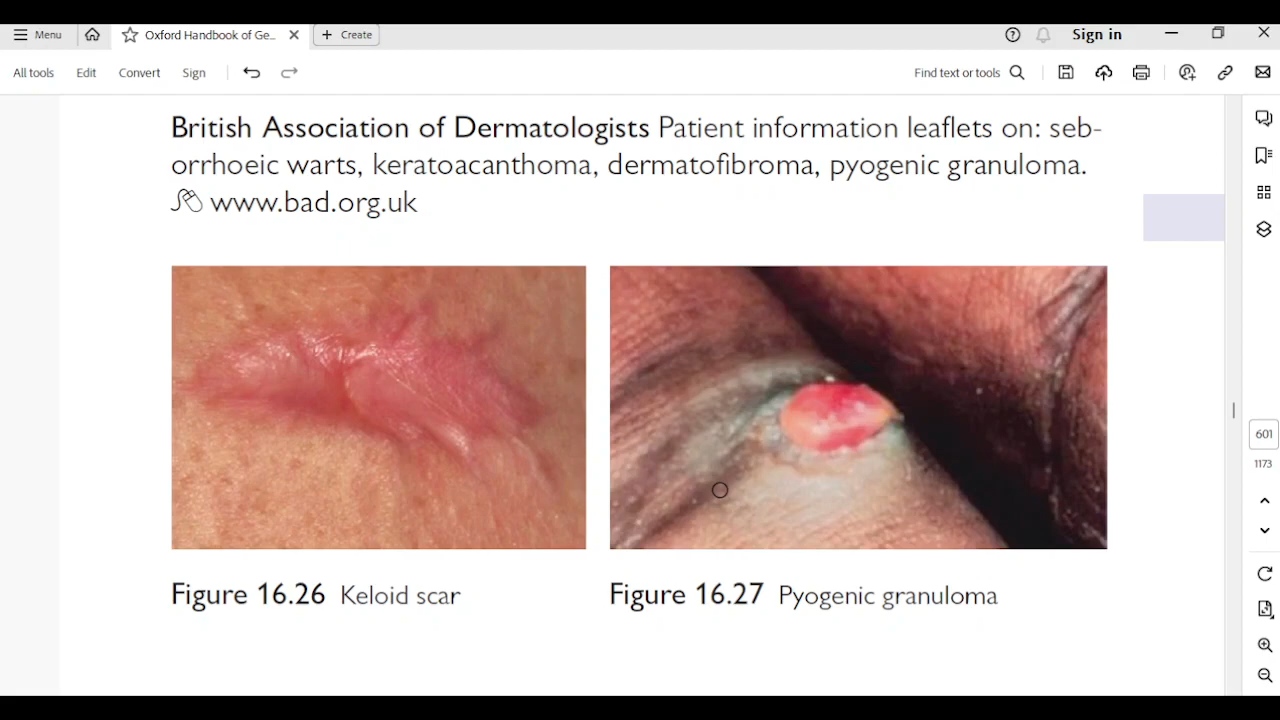 Menu
Oxford Handbook of Ge...
Create
Sign in
All tools
Edit
Convert
Sign
Find text or tools
British Association of Dermatologists Patient information leaflets on: seb-
orrhoeic warts, keratoacanthoma, dermatofibroma, pyogenic granuloma.
www.bad.org.uk
601
1173
Figure 16.26 Keloid scar
Figure 16.27 Pyogenic granuloma